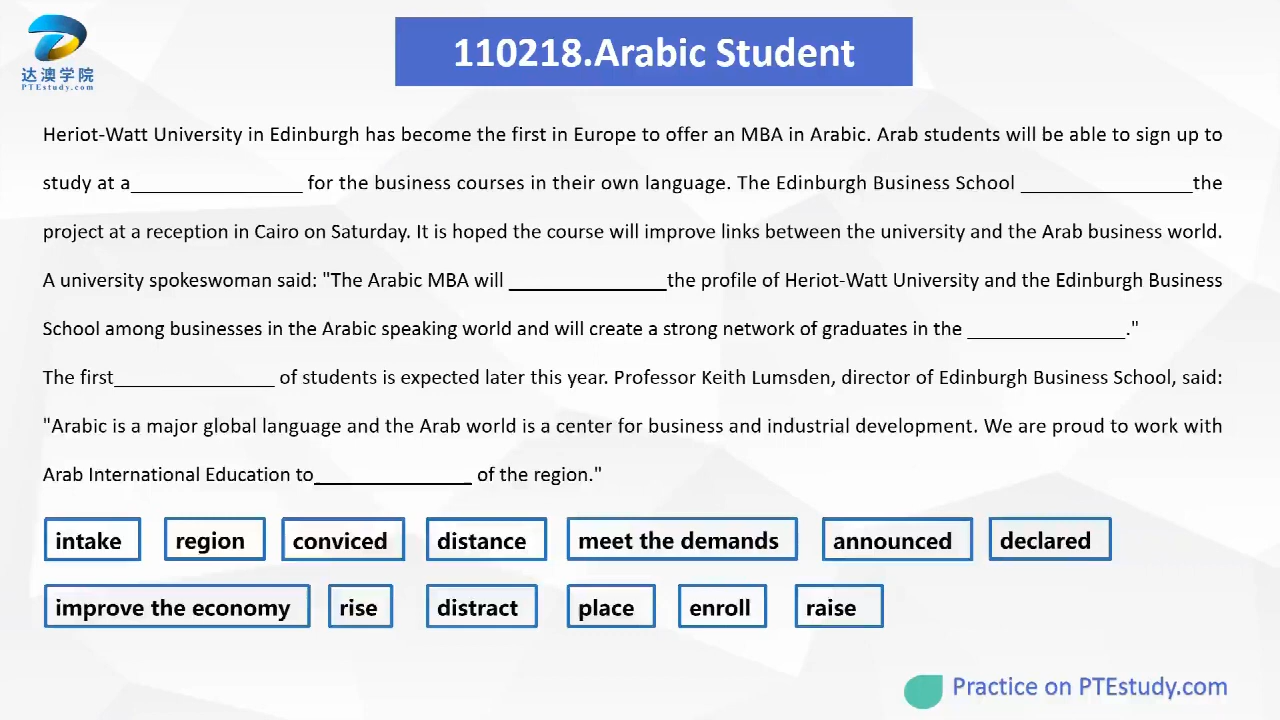 达澳学院
PTEstudy.com
110218.Arabic Student
Heriot-Watt University in Edinburgh has become the first in Europe to offer an MBA in Arabic. Arab students will be able to sign up to
study at a________________ for the business courses in their own language. The Edinburgh Business School ________________the
project at a reception in Cairo on Saturday. It is hoped the course will improve links between the university and the Arab business world.
A university spokeswoman said: "The Arabic MBA will _______________the profile of Heriot-Watt University and the Edinburgh Business
School among businesses in the Arabic speaking world and will create a strong network of graduates in the _______________."
The first_______________ of students is expected later this year. Professor Keith Lumsden, director of Edinburgh Business School, said:
"Arabic is a major global language and the Arab world is a center for business and industrial development. We are proud to work with
Arab International Education to_______________ of the region."
intake region conviced distance meet the demands announced declared
improve the economy rise distract place enroll raise
Practice on PTEstudy.com